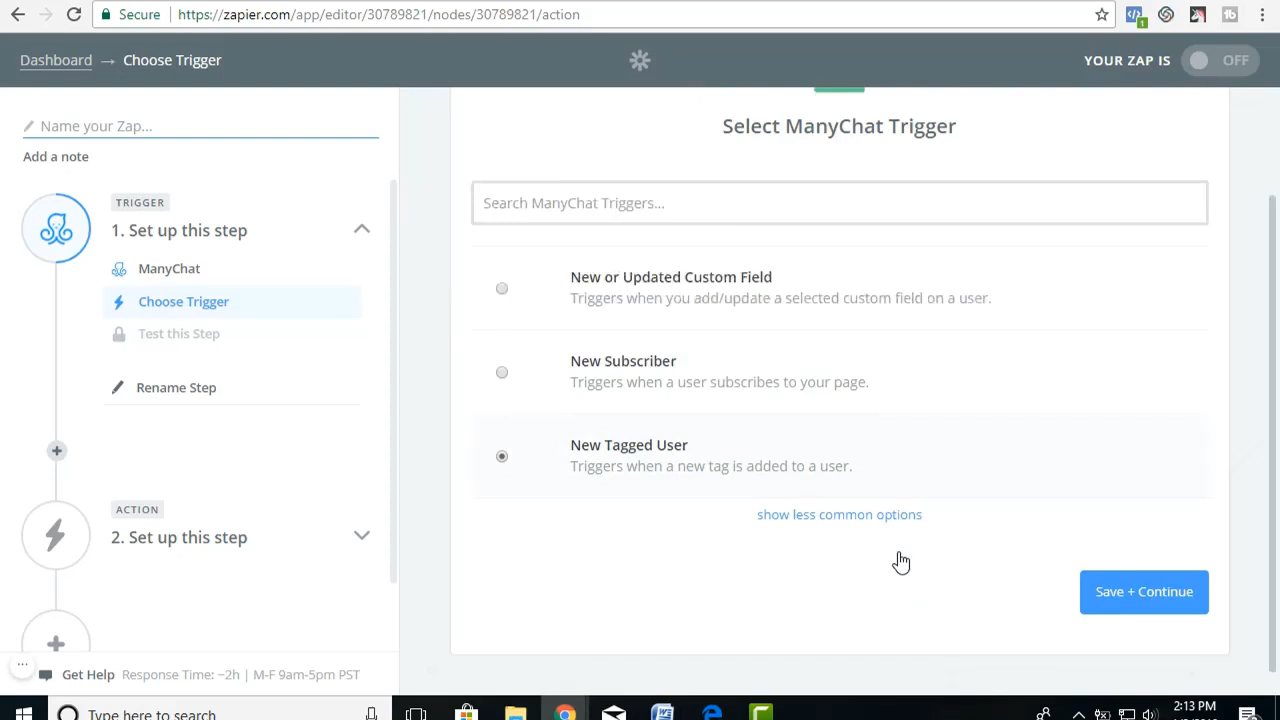 Secure
https://zapier.com/app/editor/30789821/nodes/30789821/action
1
Dashboard → Choose Trigger
YOUR ZAP IS
OFF
Name your Zap...
Add a note
TRIGGER
1. Set up this step
ManyChat
Choose Trigger
Test this Step
Rename Step
ACTION
2. Set up this step
... Get Help Response Time: ~2h | M-F 9am-5pm PST
Select ManyChat Trigger
Search ManyChat Triggers...
New or Updated Custom Field
Triggers when you add/update a selected custom field on a user.
New Subscriber
Triggers when a user subscribes to your page.
New Tagged User
Triggers when a new tag is added to a user.
show less common options
Save + Continue
Type here to search
2:13 PM